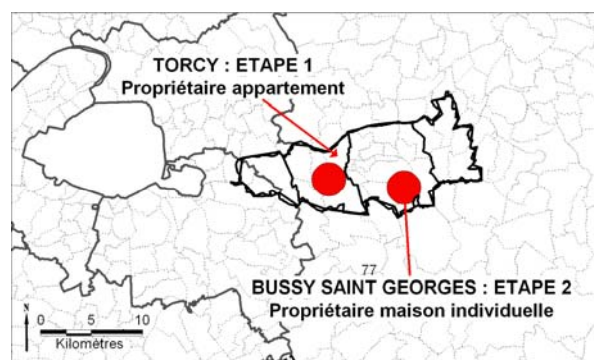 TORCY : ETAPE 1
Propriétaire appartement
77
BUSSY SAINT GEORGES : ETAPE 2
Propriétaire maison individuelle
N
0 5 10
Kilomètres